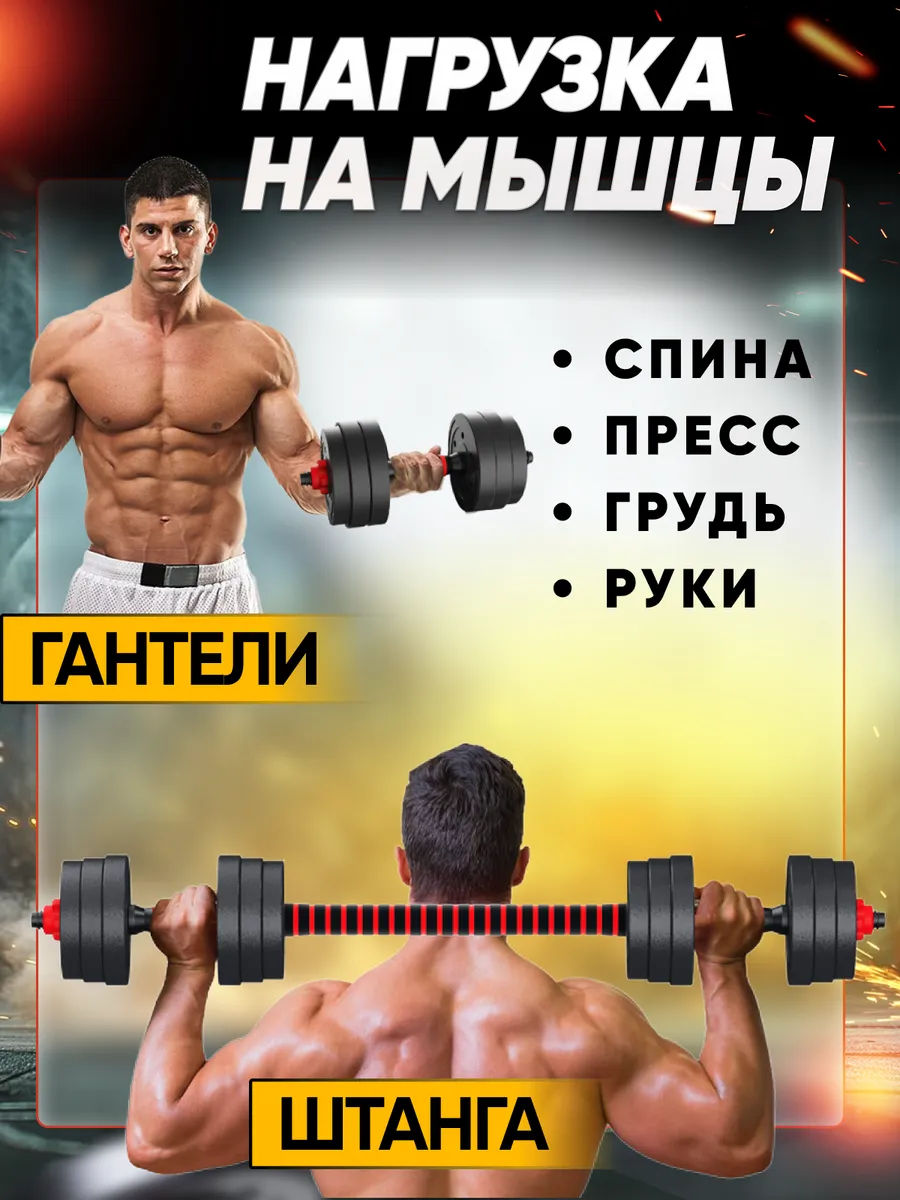 НАГРУЗКА
НА МЫШЦЫ
• СПИНА
• ПРЕСС
• ГРУДЬ
• РУКИ
ГАНТЕЛИ
ШТАНГА